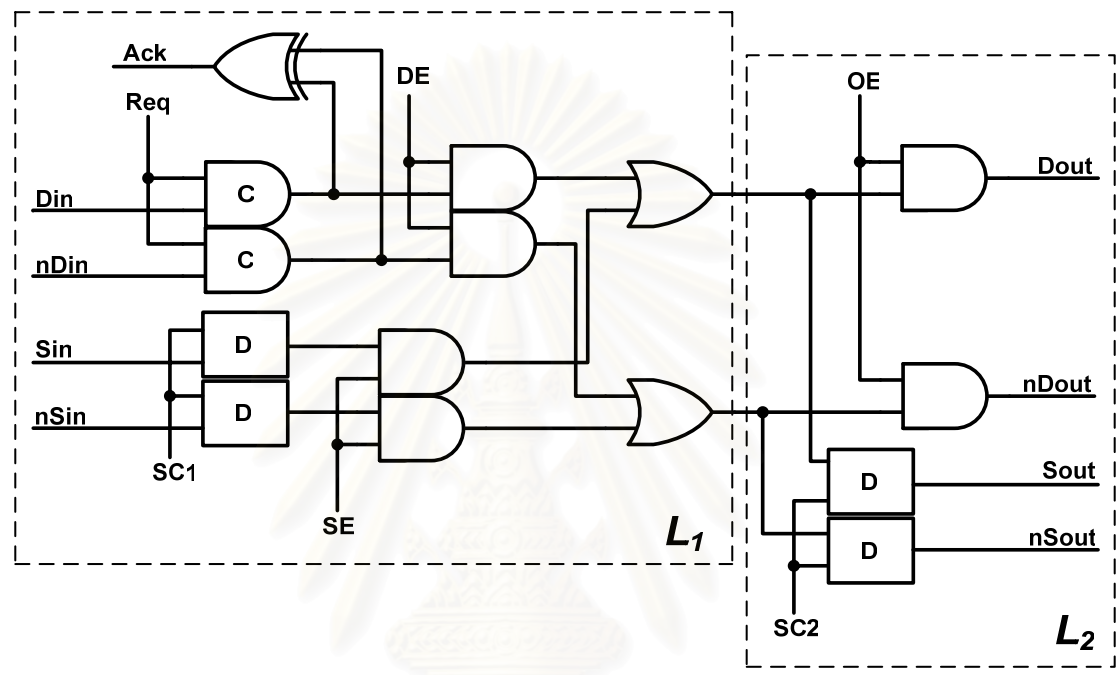 Ack
DE
Req
OE
Din
C
Dout
nDin
C
Sin
D
nDout
nSin
D
SC1
Sout
D
SE
L1
nSout
D
SC2
L2